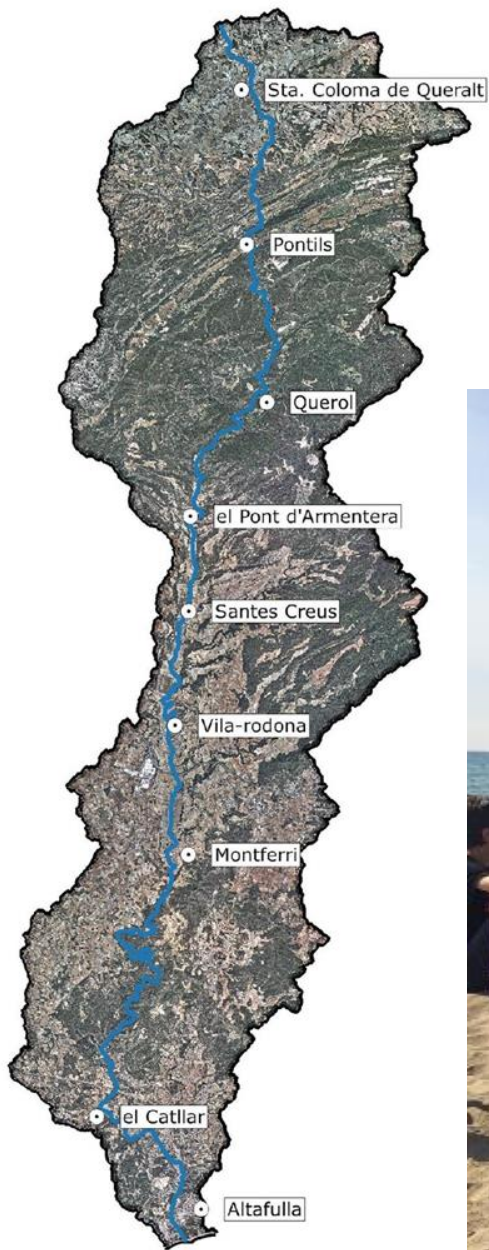 Sta. Coloma de Queralt
Pontils
Querol
el Pont d'Armentera
Santes Creus
Vila-rodona
Montferri
el Catllar
Altafulla